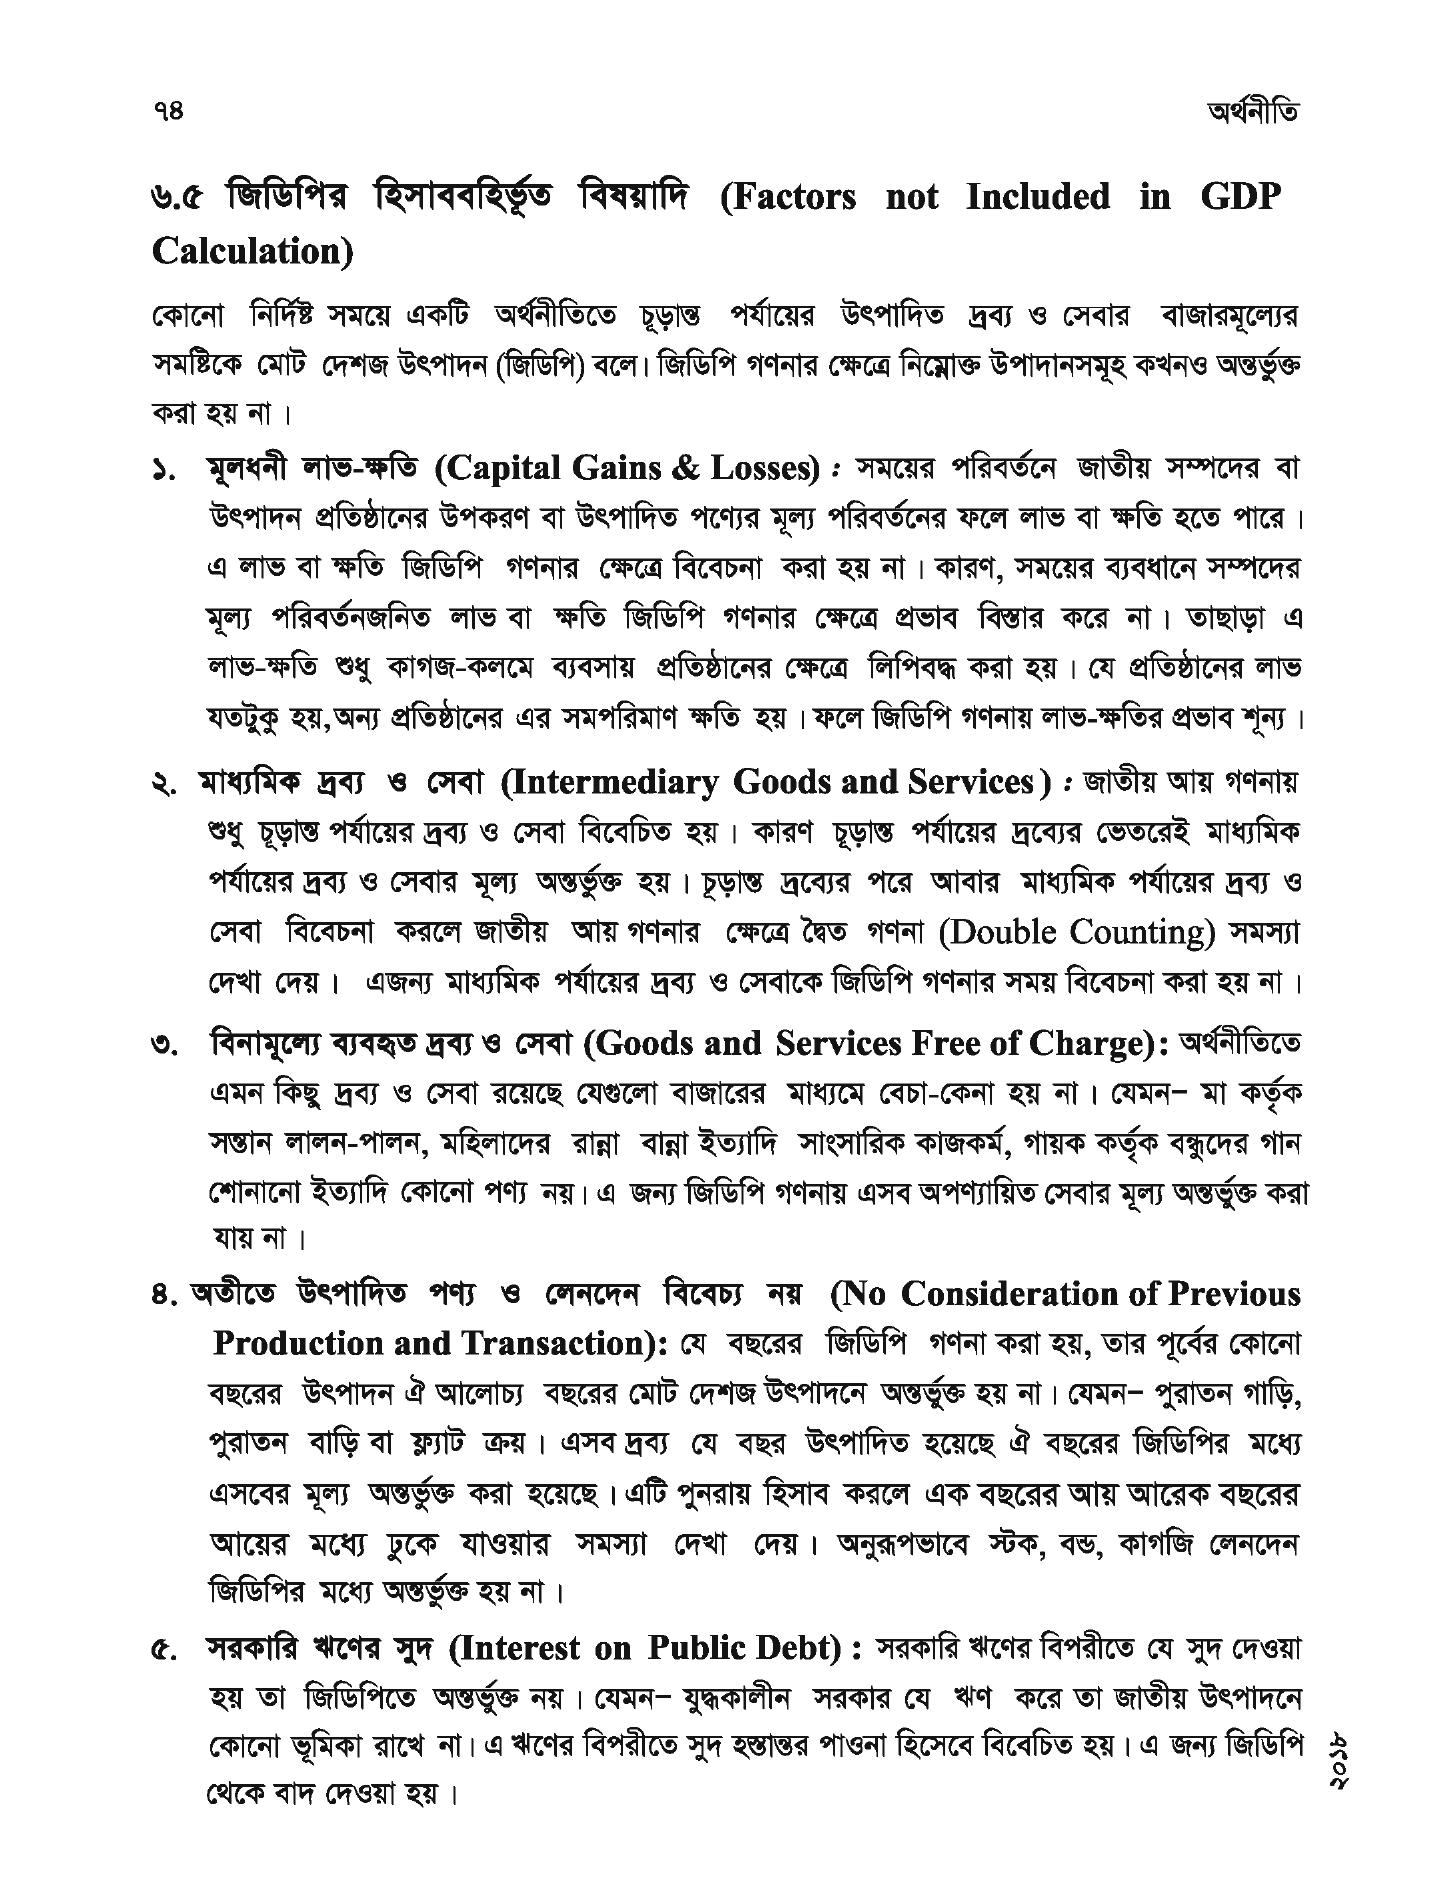 ৭৪ অর্থনীতি
৬.৫ জিডিপির হিসাববহির্ভূত বিষয়াদি (Factors not Included in GDP
Calculation)
কোনো নির্দিষ্ট সময়ে একটি অর্থনীতিতে চূড়ান্ত পর্যায়ের উৎপাদিত দ্রব্য ও সেবার বাজারমূল্যের
সমষ্টিকে মোট দেশজ উৎপাদন (জিডিপি) বলে। জিডিপি গণনার ক্ষেত্রে নিম্নোক্ত উপাদানসমূহ কখনও অন্তর্ভুক্ত
করা হয় না।
১. মূলধনী লাভ-ক্ষতি (Capital Gains & Losses) : সময়ের পরিবর্তনে জাতীয় সম্পদের বা
উৎপাদন প্রতিষ্ঠানের উপকরণ বা উৎপাদিত পণ্যের মূল্য পরিবর্তনের ফলে লাভ বা ক্ষতি হতে পারে।
এ লাভ বা ক্ষতি জিডিপি গণনার ক্ষেত্রে বিবেচনা করা হয় না। কারণ, সময়ের ব্যবধানে সম্পদের
মূল্য পরিবর্তনজনিত লাভ বা ক্ষতি জিডিপি গণনার ক্ষেত্রে প্রভাব বিস্তার করে না। তাছাড়া এ
লাভ-ক্ষতি শুধু কাগজ-কলমে ব্যবসায় প্রতিষ্ঠানের ক্ষেত্রে লিপিবদ্ধ করা হয়। যে প্রতিষ্ঠানের লাভ
যতটুকু হয়,অন্য প্রতিষ্ঠানের এর সমপরিমাণ ক্ষতি হয়। ফলে জিডিপি গণনায় লাভ-ক্ষতির প্রভাব শূন্য।
২. মাধ্যমিক দ্রব্য ও সেবা (Intermediary Goods and Services) : জাতীয় আয় গণনায়
শুধু চূড়ান্ত পর্যায়ের দ্রব্য ও সেবা বিবেচিত হয়। কারণ চূড়ান্ত পর্যায়ের দ্রব্যের ভেতরেই মাধ্যমিক
পর্যায়ের দ্রব্য ও সেবার মূল্য অন্তর্ভুক্ত হয়। চূড়ান্ত দ্রব্যের পরে আবার মাধ্যমিক পর্যায়ের দ্রব্য ও
সেবা বিবেচনা করলে জাতীয় আয় গণনার ক্ষেত্রে দ্বৈত গণনা (Double Counting) সমস্যা
দেখা দেয়। এজন্য মাধ্যমিক পর্যায়ের দ্রব্য ও সেবাকে জিডিপি গণনার সময় বিবেচনা করা হয় না।
৩. বিনামূল্যে ব্যবহৃত দ্রব্য ও সেবা (Goods and Services Free of Charge): অর্থনীতিতে
এমন কিছু দ্রব্য ও সেবা রয়েছে যেগুলো বাজারের মাধ্যমে বেচা-কেনা হয় না। যেমন– মা কর্তৃক
সন্তান লালন-পালন, মহিলাদের রান্না বান্না ইত্যাদি সাংসারিক কাজকর্ম, গায়ক কর্তৃক বন্ধুদের গান
শোনানো ইত্যাদি কোনো পণ্য নয়। এ জন্য জিডিপি গণনায় এসব অপণ্যায়িত সেবার মূল্য অন্তর্ভুক্ত করা
যায় না।
৪. অতীতে উৎপাদিত পণ্য ও লেনদেন বিবেচ্য নয় (No Consideration of Previous
Production and Transaction): যে বছরের জিডিপি গণনা করা হয়, তার পূর্বের কোনো
বছরের উৎপাদন ঐ আলোচ্য বছরের মোট দেশজ উৎপাদনে অন্তর্ভুক্ত হয় না। যেমন– পুরাতন গাড়ি,
পুরাতন বাড়ি বা ফ্ল্যাট ক্রয়। এসব দ্রব্য যে বছর উৎপাদিত হয়েছে ঐ বছরের জিডিপির মধ্যে
এসবের মূল্য অন্তর্ভুক্ত করা হয়েছে। এটি পুনরায় হিসাব করলে এক বছরের আয় আরেক বছরের
আয়ের মধ্যে ঢুকে যাওয়ার সমস্যা দেখা দেয়। অনুরূপভাবে স্টক, বন্ড, কাগজি লেনদেন
জিডিপির মধ্যে অন্তর্ভুক্ত হয় না।
৫. সরকারি ঋণের সুদ (Interest on Public Debt) : সরকারি ঋণের বিপরীতে যে সুদ দেওয়া
হয় তা জিডিপিতে অন্তর্ভুক্ত নয়। যেমন– যুদ্ধকালীন সরকার যে ঋণ করে তা জাতীয় উৎপাদনে
কোনো ভূমিকা রাখে না। এ ঋণের বিপরীতে সুদ হস্তান্তর পাওনা হিসেবে বিবেচিত হয়। এ জন্য জিডিপি
থেকে বাদ দেওয়া হয়।
২০১৮